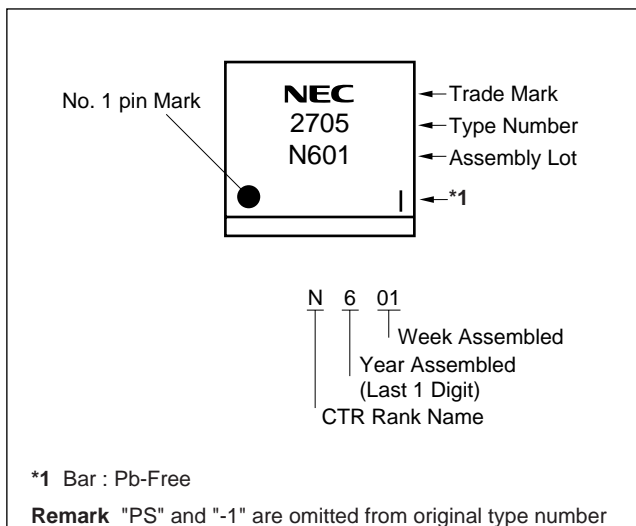 No. 1 pin Mark
NEC
2705
N601
Trade Mark
Type Number
Assembly Lot
*1
N 6 01
Week Assembled
Year Assembled
(Last 1 Digit)
CTR Rank Name
*1 Bar : Pb-Free
Remark "PS" and "-1" are omitted from original type number